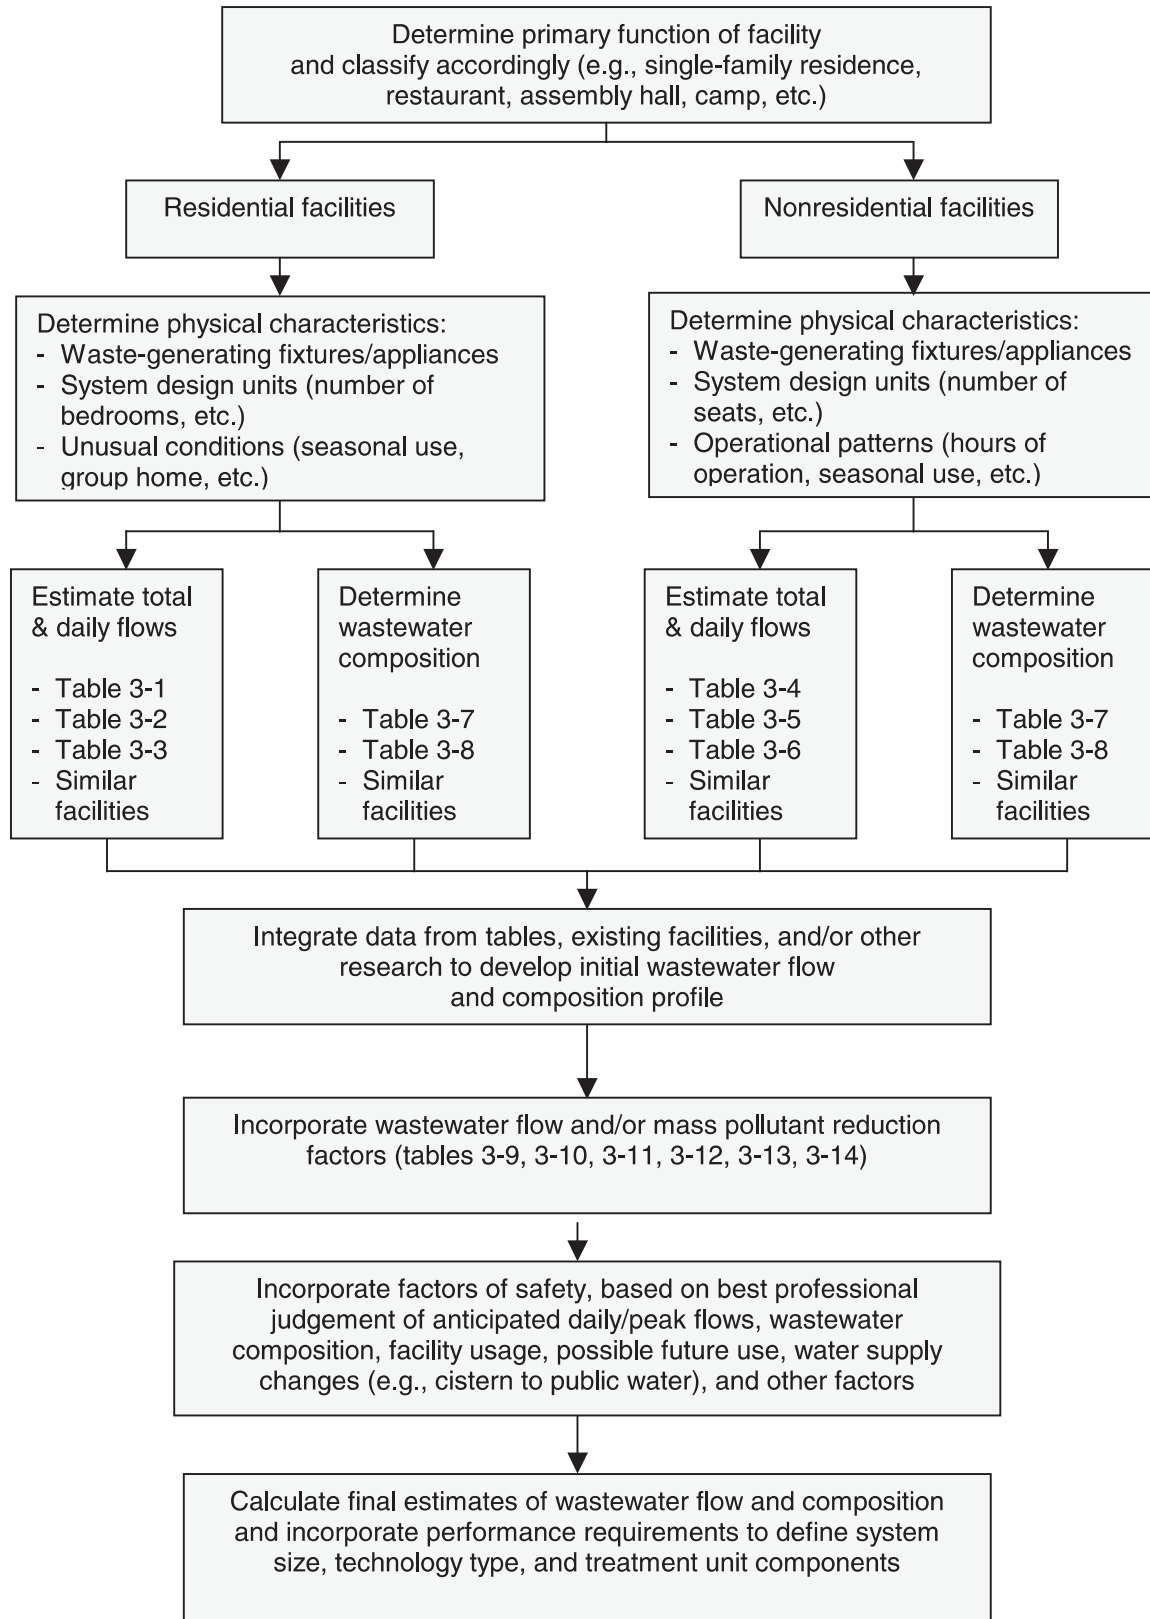 Determine primary function of facility
and classify accordingly (e.g., single-family residence,
restaurant, assembly hall, camp, etc.)
Residential facilities
Nonresidential facilities
Determine physical characteristics:
- Waste-generating fixtures/appliances
- System design units (number of
bedrooms, etc.)
- Unusual conditions (seasonal use,
group home, etc.)
Determine physical characteristics:
- Waste-generating fixtures/appliances
- System design units (number of
seats, etc.)
- Operational patterns (hours of
operation, seasonal use, etc.)
Estimate total
& daily flows
- Table 3-1
- Table 3-2
- Table 3-3
- Similar
facilities
Determine
wastewater
composition
- Table 3-7
- Table 3-8
- Similar
facilities
Estimate total
& daily flows
- Table 3-4
- Table 3-5
- Table 3-6
- Similar
facilities
Determine
wastewater
composition
- Table 3-7
- Table 3-8
- Similar
facilities
Integrate data from tables, existing facilities, and/or other
research to develop initial wastewater flow
and composition profile
Incorporate wastewater flow and/or mass pollutant reduction
factors (tables 3-9, 3-10, 3-11, 3-12, 3-13, 3-14)
Incorporate factors of safety, based on best professional
judgement of anticipated daily/peak flows, wastewater
composition, facility usage, possible future use, water supply
changes (e.g., cistern to public water), and other factors
Calculate final estimates of wastewater flow and composition
and incorporate performance requirements to define system
size, technology type, and treatment unit components